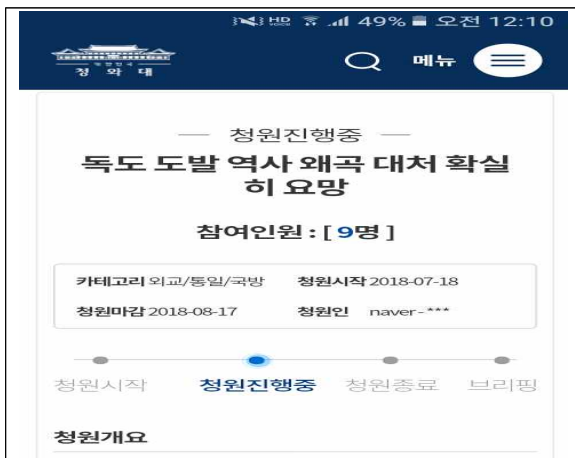 49% 오전 12:10
청와대
메뉴
청원진행중
독도 도발 역사 왜곡 대처 확실
히 요망
참여인원 : [ 9명 ]
카테고리 외교/통일/국방 청원시작 2018-07-18
청원마감 2018-08-17 청원인 naver-***
청원시작 청원진행중 청원종료 브리핑
청원개요